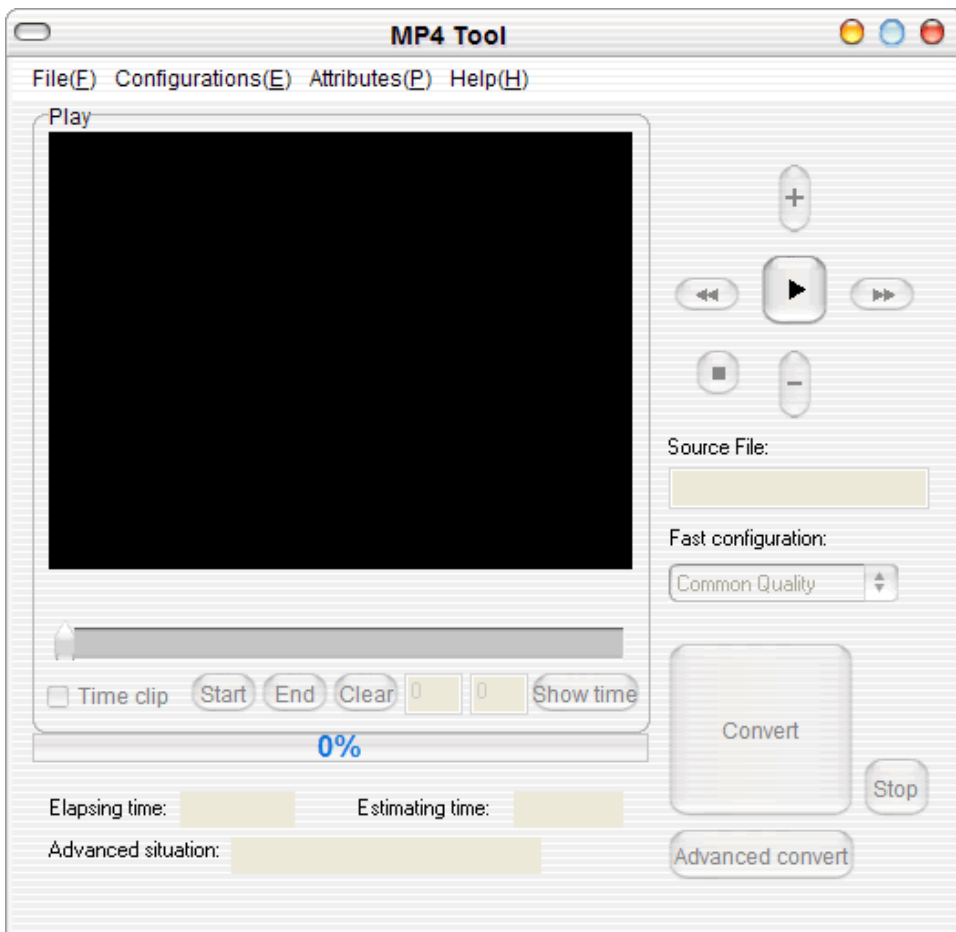 MP4 Tool
File(F) Configurations(E) Attributes(P) Help(H)
Play
Source File:
Fast configuration:
Common Quality
Time clip Start End Clear 0 0 Show time
Convert
0%
Stop
Elapsing time: Estimating time:
Advanced situation:
Advanced convert